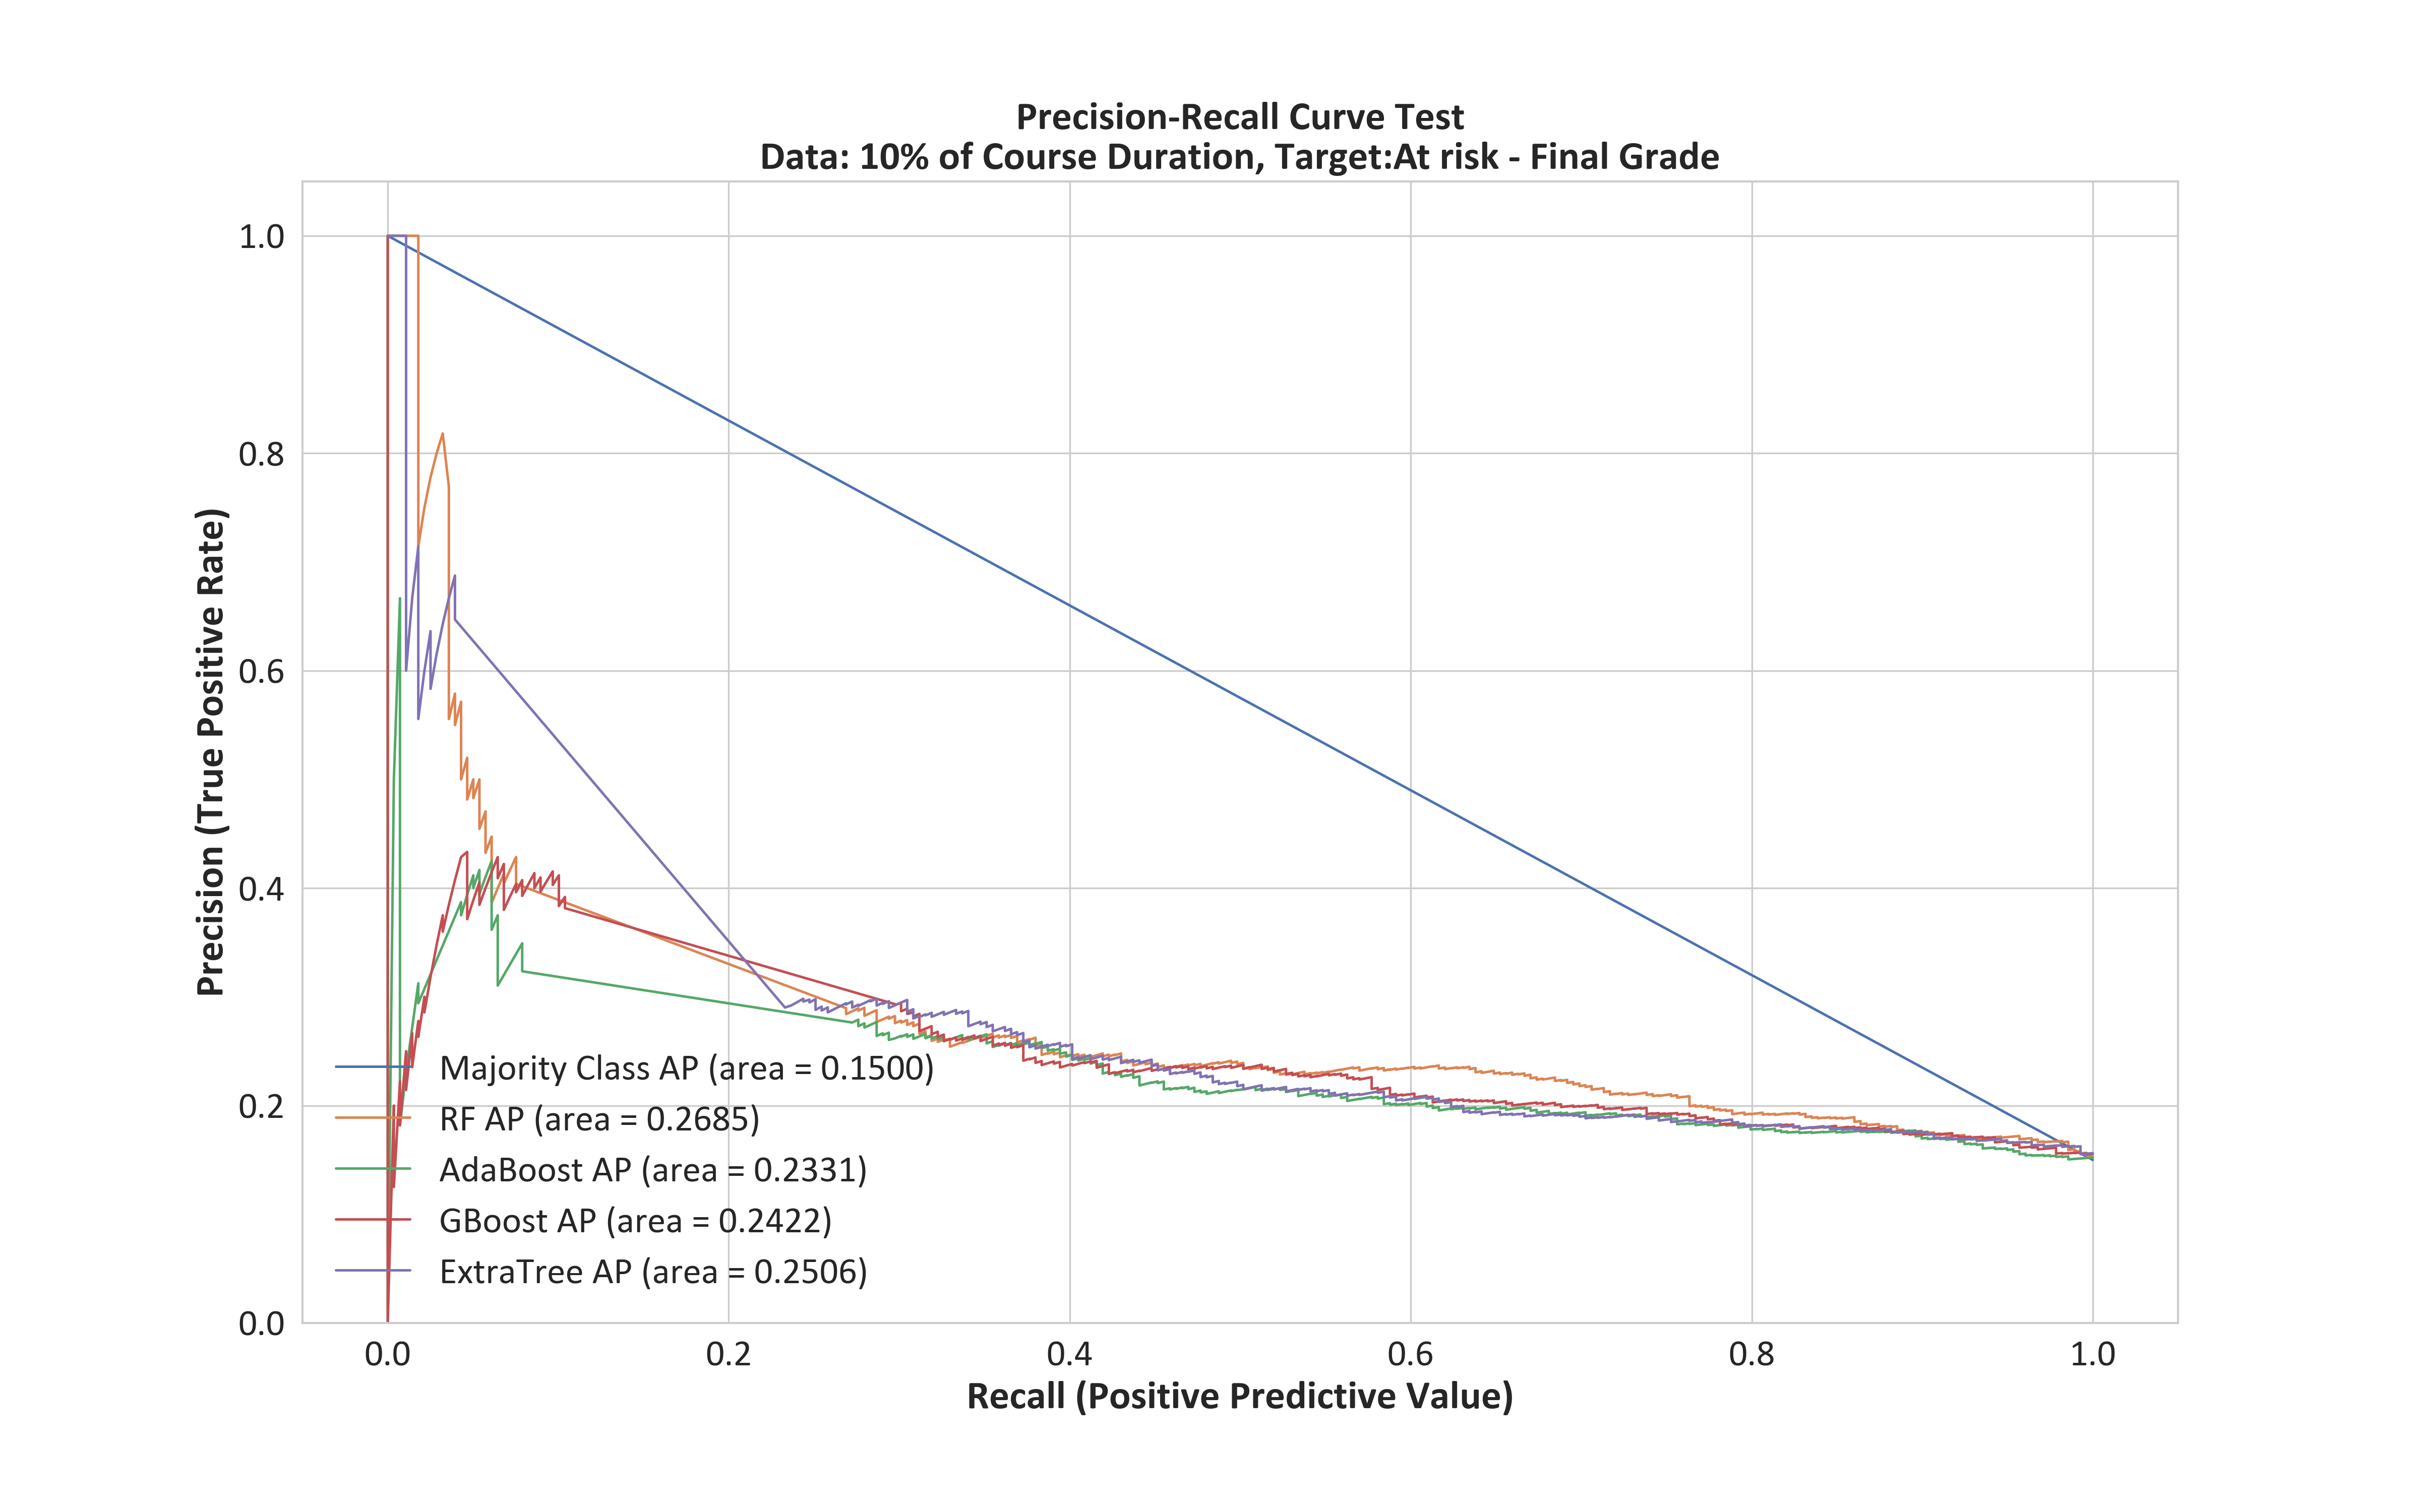 Precision-Recall Curve Test
Data: 10% of Course Duration, Target:At risk - Final Grade
Precision (True Positive Rate)
1.0
0.8
0.6
0.4
0.2
0.0
Majority Class AP (area = 0.1500)
RF AP (area = 0.2685)
AdaBoost AP (area = 0.2331)
GBoost AP (area = 0.2422)
ExtraTree AP (area = 0.2506)
0.0 0.2 0.4 0.6 0.8 1.0
Recall (Positive Predictive Value)